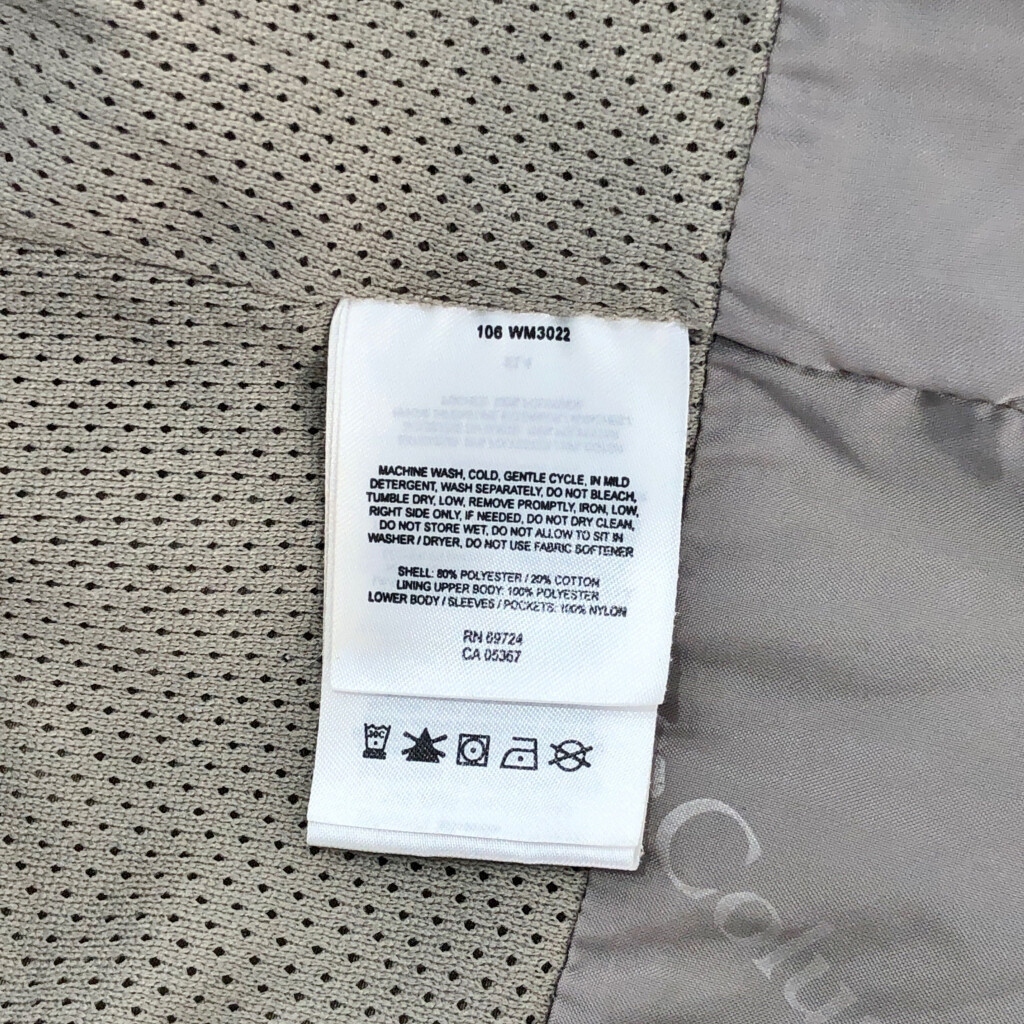 106 WM3022
MACHINE WASH, COLD, GENTLE CYCLE, IN MILD
DETERGENT, WASH SEPARATELY, DO NOT BLEACH,
TUMBLE DRY, LOW, REMOVE PROMPTLY, IRON, LOW,
RIGHT SIDE ONLY, IF NEEDED, DO NOT DRY CLEAN,
DO NOT STORE WET, DO NOT ALLOW TO SIT IN
WASHER / DRYER, DO NOT USE FABRIC SOFTENER
SHELL: 80% POLYESTER / 20% COTTON
LINING UPPER BODY: 100% POLYESTER
LOWER BODY / SLEEVES / POCKETS: 100% NYLON
RN 69724
CA 05367
30C
Colu